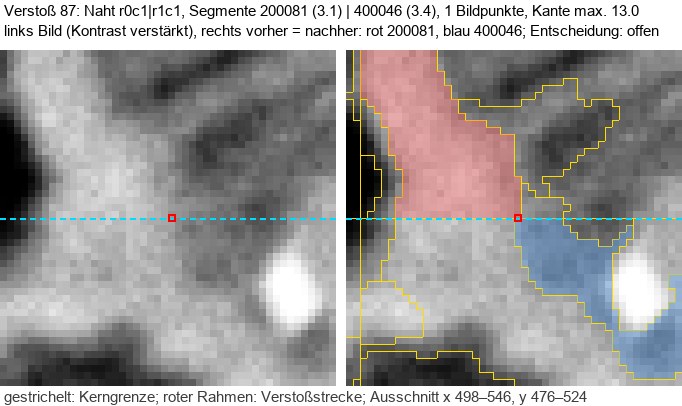 Verstoß 87: Naht r0c1|r1c1, Segmente 200081 (3.1) | 400046 (3.4), 1 Bildpunkte, Kante max. 13.0
links Bild (Kontrast verstärkt), rechts vorher = nachher: rot 200081, blau 400046; Entscheidung: offen
gestrichelt: Kerngrenze; roter Rahmen: Verstoßstrecke; Ausschnitt x 498–546, y 476–524